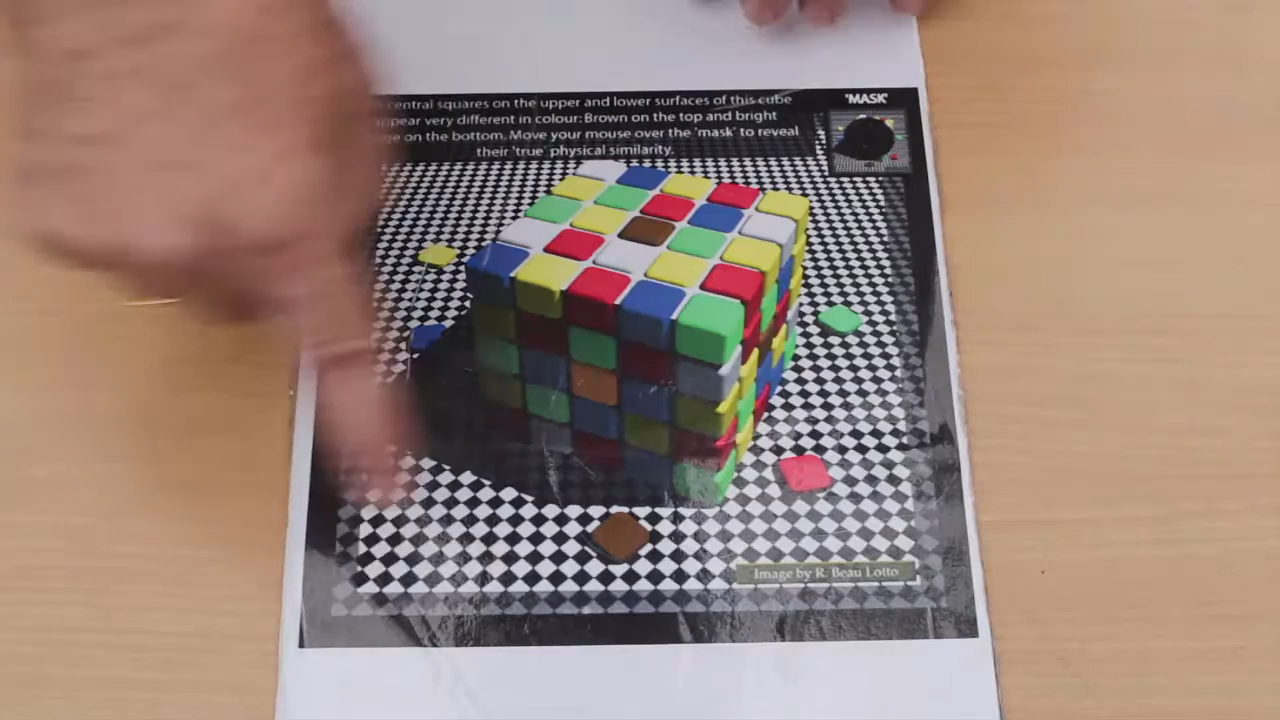 central squares on the upper and lower surfaces of this cube
appear very different in colour: Brown on the top and bright
on the bottom. Move your mouse over the 'mask' to reveal
their 'true' physical similarity.
'MASK'
Image by R. Beau Lotto